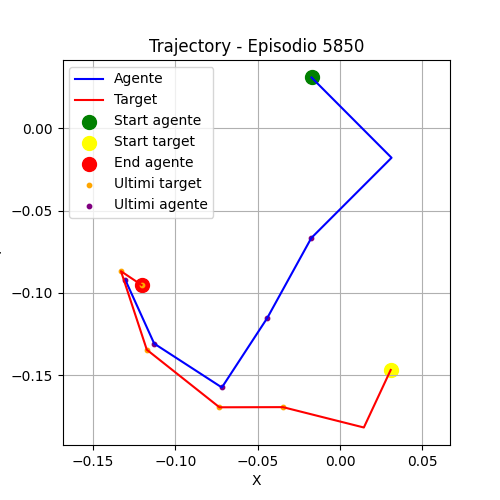 Trajectory - Episodio 5850
Agente
Target
Start agente
Start target
End agente
Ultimi target
Ultimi agente
0.00
−0.05
−0.10
−0.15
−0.15
−0.10
−0.05
0.00
0.05
X